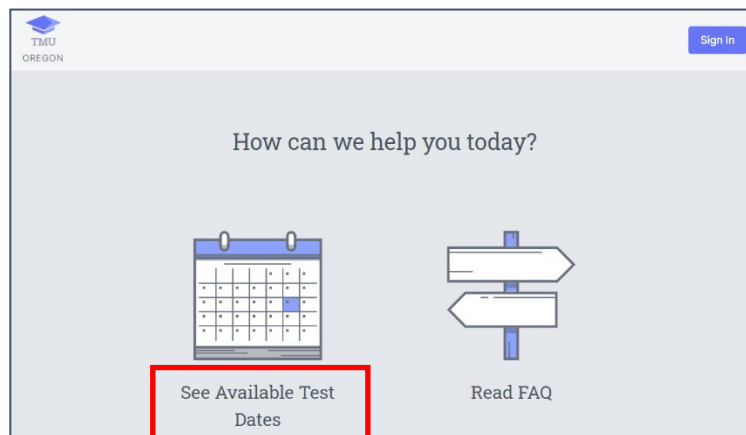 TMU
OREGON
Sign In
How can we help you today?
See Available Test
Dates
Read FAQ